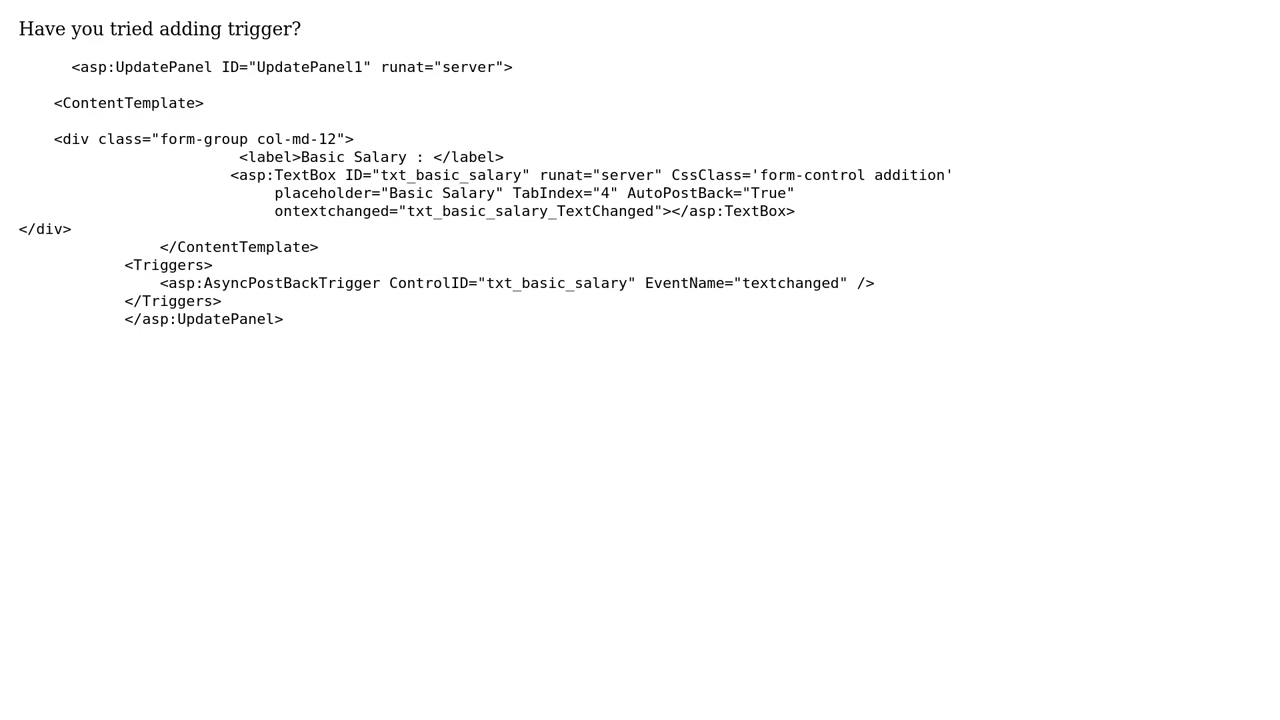 Have you tried adding trigger?
<asp:UpdatePanel ID="UpdatePanel1" runat="server">
<ContentTemplate>
<div class="form-group col-md-12">
<label>Basic Salary : </label>
<asp:TextBox ID="txt_basic_salary" runat="server" CssClass='form-control addition'
placeholder="Basic Salary" TabIndex="4" AutoPostBack="True"
ontextchanged="txt_basic_salary_TextChanged"></asp:TextBox>
</div>
</ContentTemplate>
<Triggers>
<asp:AsyncPostBackTrigger ControlID="txt_basic_salary" EventName="textchanged" />
</Triggers>
</asp:UpdatePanel>